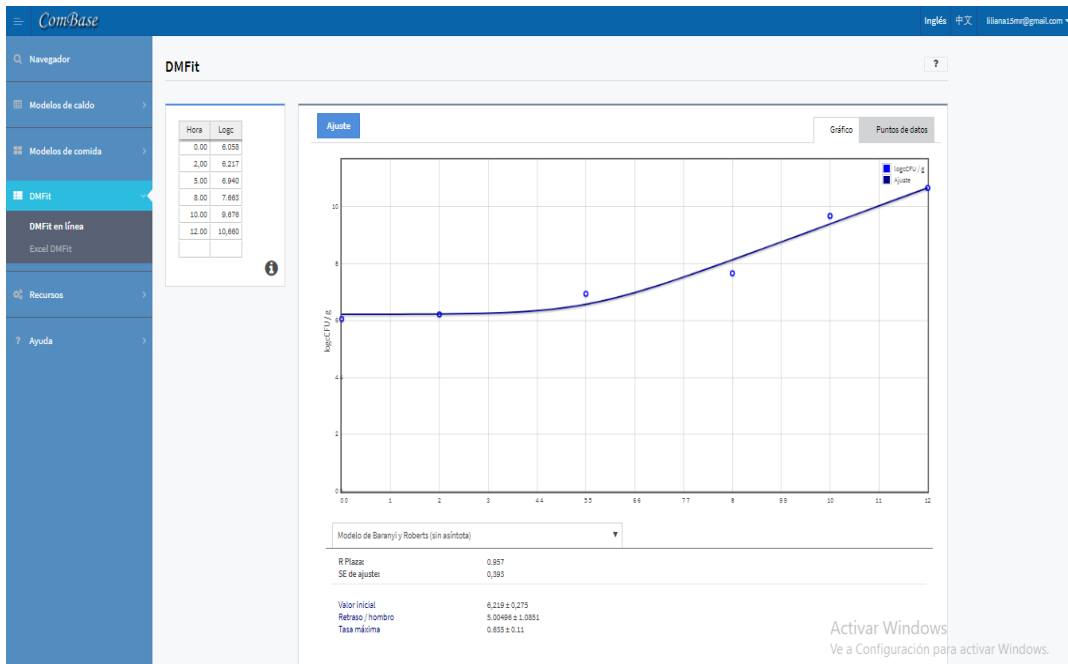 ComBase
Inglés 中文 liliana15mr@gmail.com
Navegador
Modelos de caldo
Modelos de comida
DMFit
DMFit en línea
Excel DMFit
Recursos
Ayuda
DMFit
?
Hora Logc
0.00 6.058
2,00 6.217
5.00 6.940
8.00 7.663
10.00 9.676
12.00 10,660
Ajuste
Gráfico Puntos de datos
logcCFU / g
Ajuste
10
8
6
4
2
0
logcCFU / g
0 1 2 3 4 5 6 7 8 9 10 11 12
Modelo de Baranyi y Roberts (sin asíntota)
R Plaza: 0.957
SE de ajuste: 0,393
Valor inicial 6,219 ± 0,275
Retraso / hombro 5.00496 ± 1.0851
Tasa máxima 0.635 ± 0.11
Activar Windows
Ve a Configuración para activar Windows.